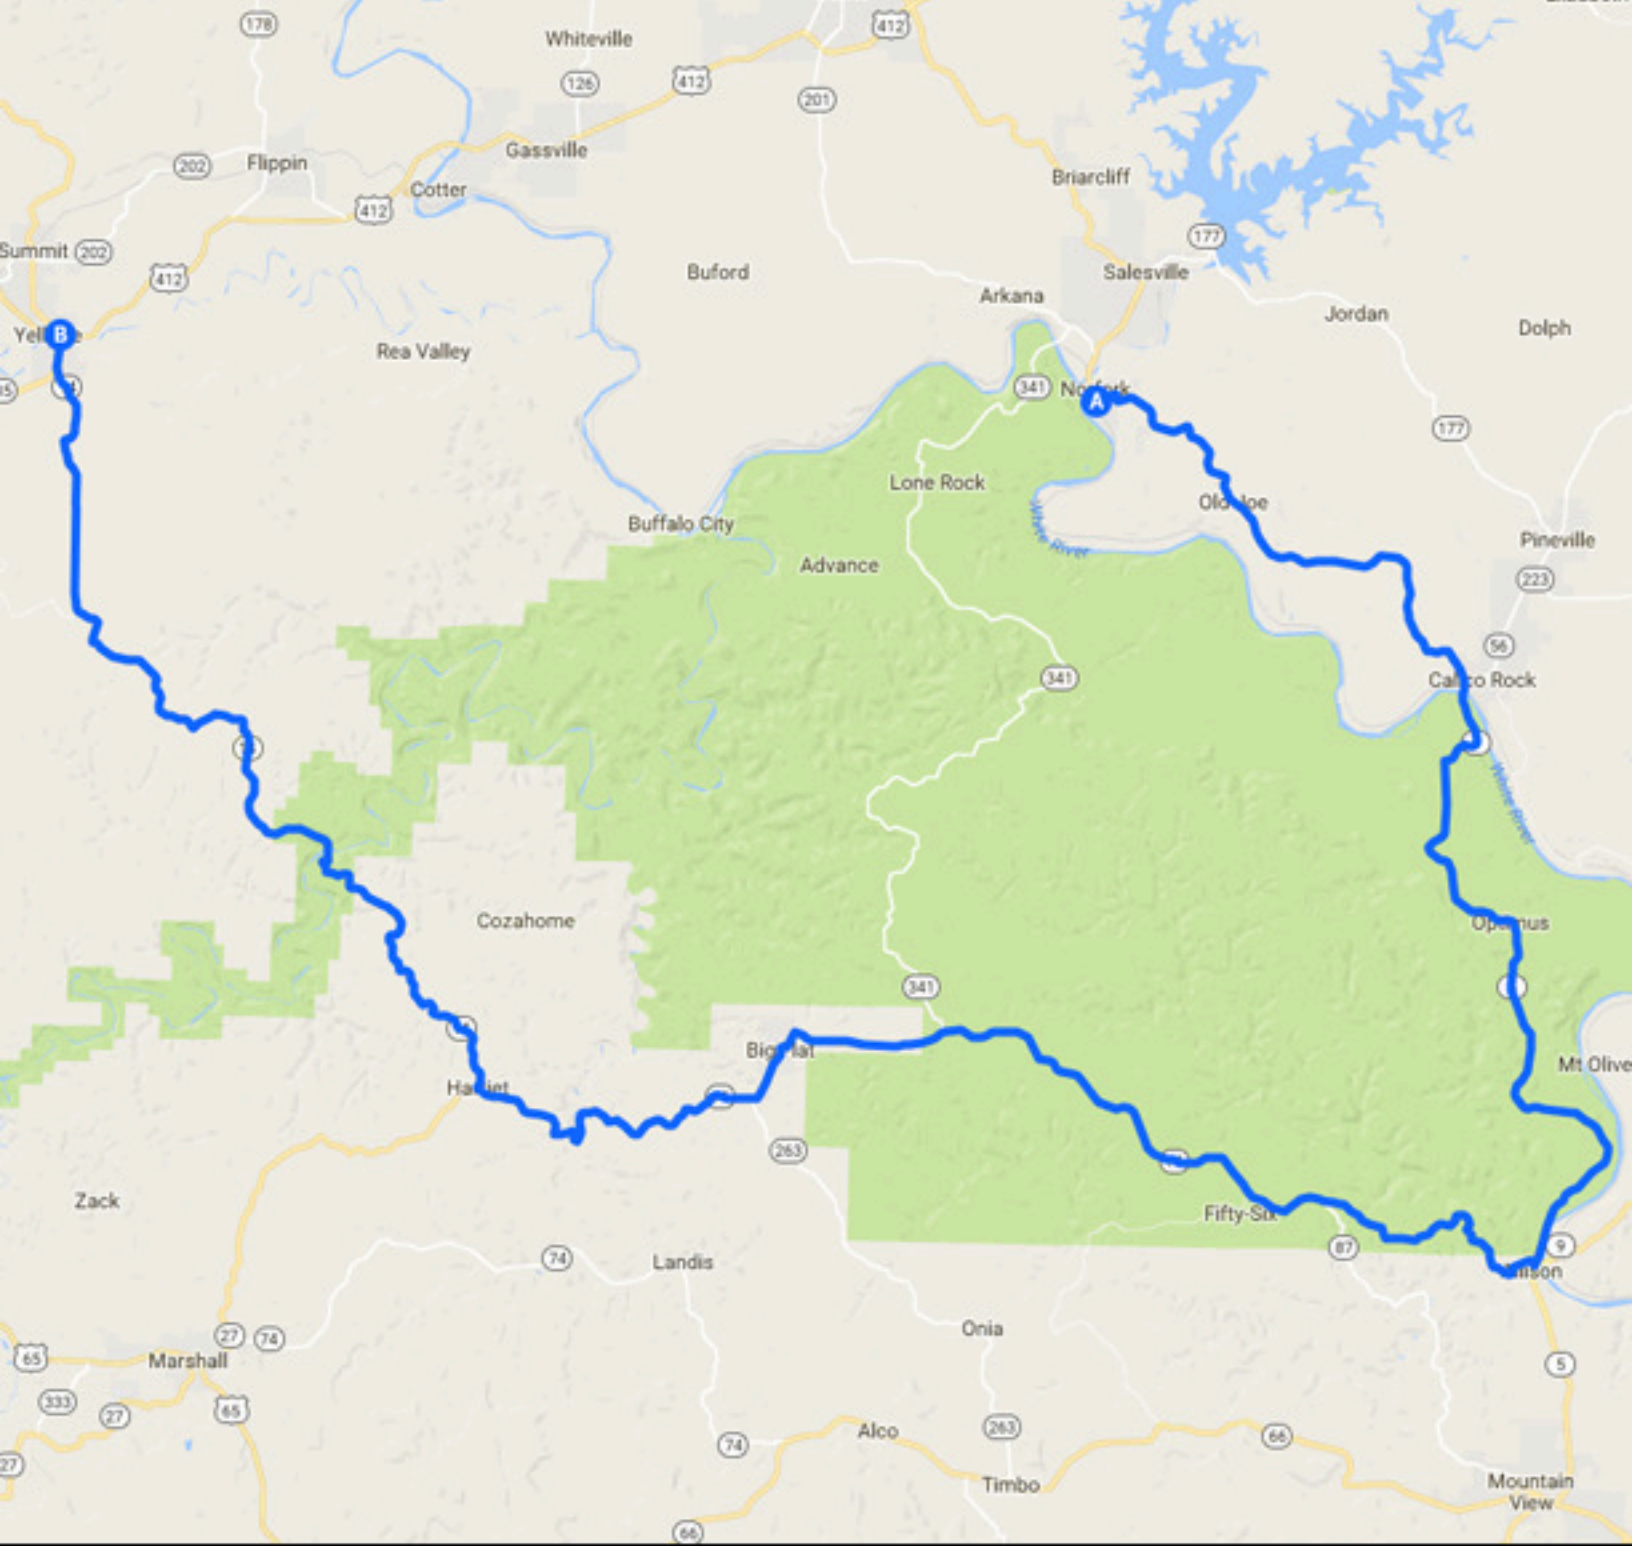 178
Whiteville
412
126
412
201
Gassville
Flippin
202
Briarcliff
Cotter
412
177
Summit
202
412
Buford
Salesville
Arkana
Jordan
Dolph
B
Rea Valley
341
A
177
Lone Rock
Buffalo City
White River
Pineville
Advance
223
56
341
White River
Cozahome
341
Mt Olive
263
Zack
Fifty-Six
87
9
74
Landis
Onia
27
74
65
Marshall
5
333
27
65
Alco
263
66
74
27
Timbo
Mountain
View
66